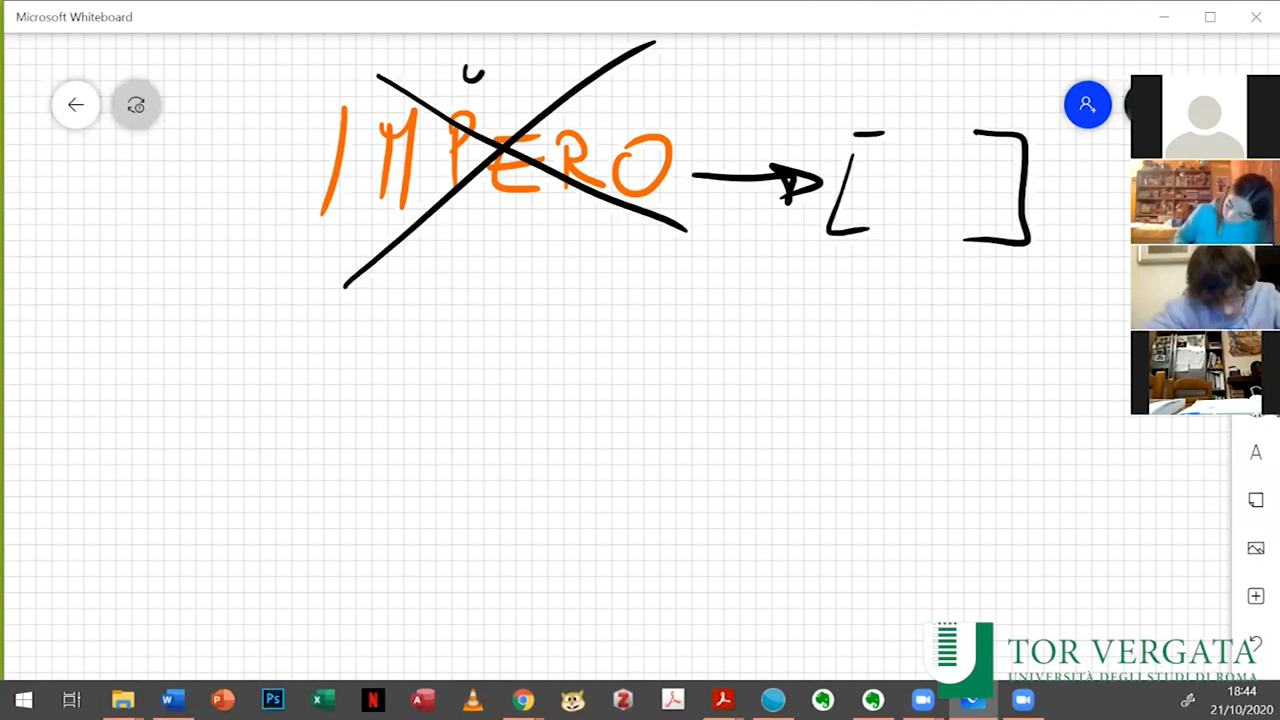 Microsoft Whiteboard
IMPERO
A
TOR VERGATA
UNIVERSITÀ DEGLI STUDI DI ROMA
18:44
21/10/2020